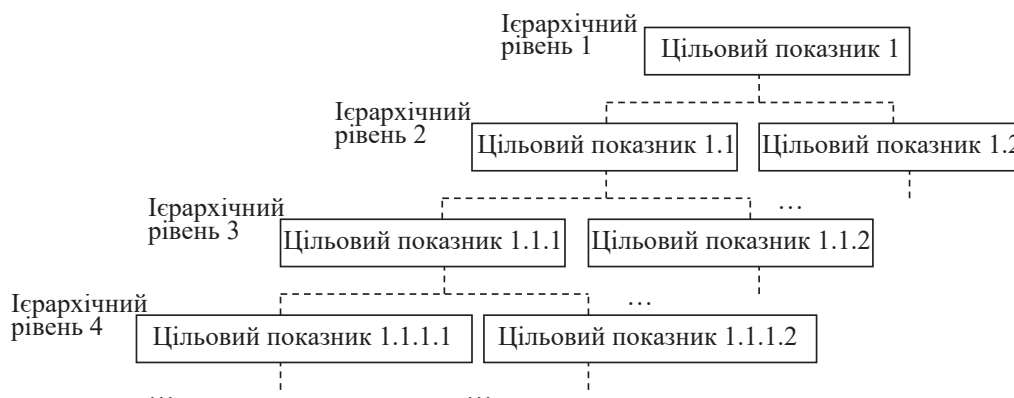 Ієрархічний
рівень 1
Цільовий показник 1
Ієрархічний
рівень 2
Цільовий показник 1.1
Цільовий показник 1.2
Ієрархічний
рівень 3
…
Цільовий показник 1.1.1
Цільовий показник 1.1.2
Ієрархічний
рівень 4
…
Цільовий показник 1.1.1.1
Цільовий показник 1.1.1.2
…
…